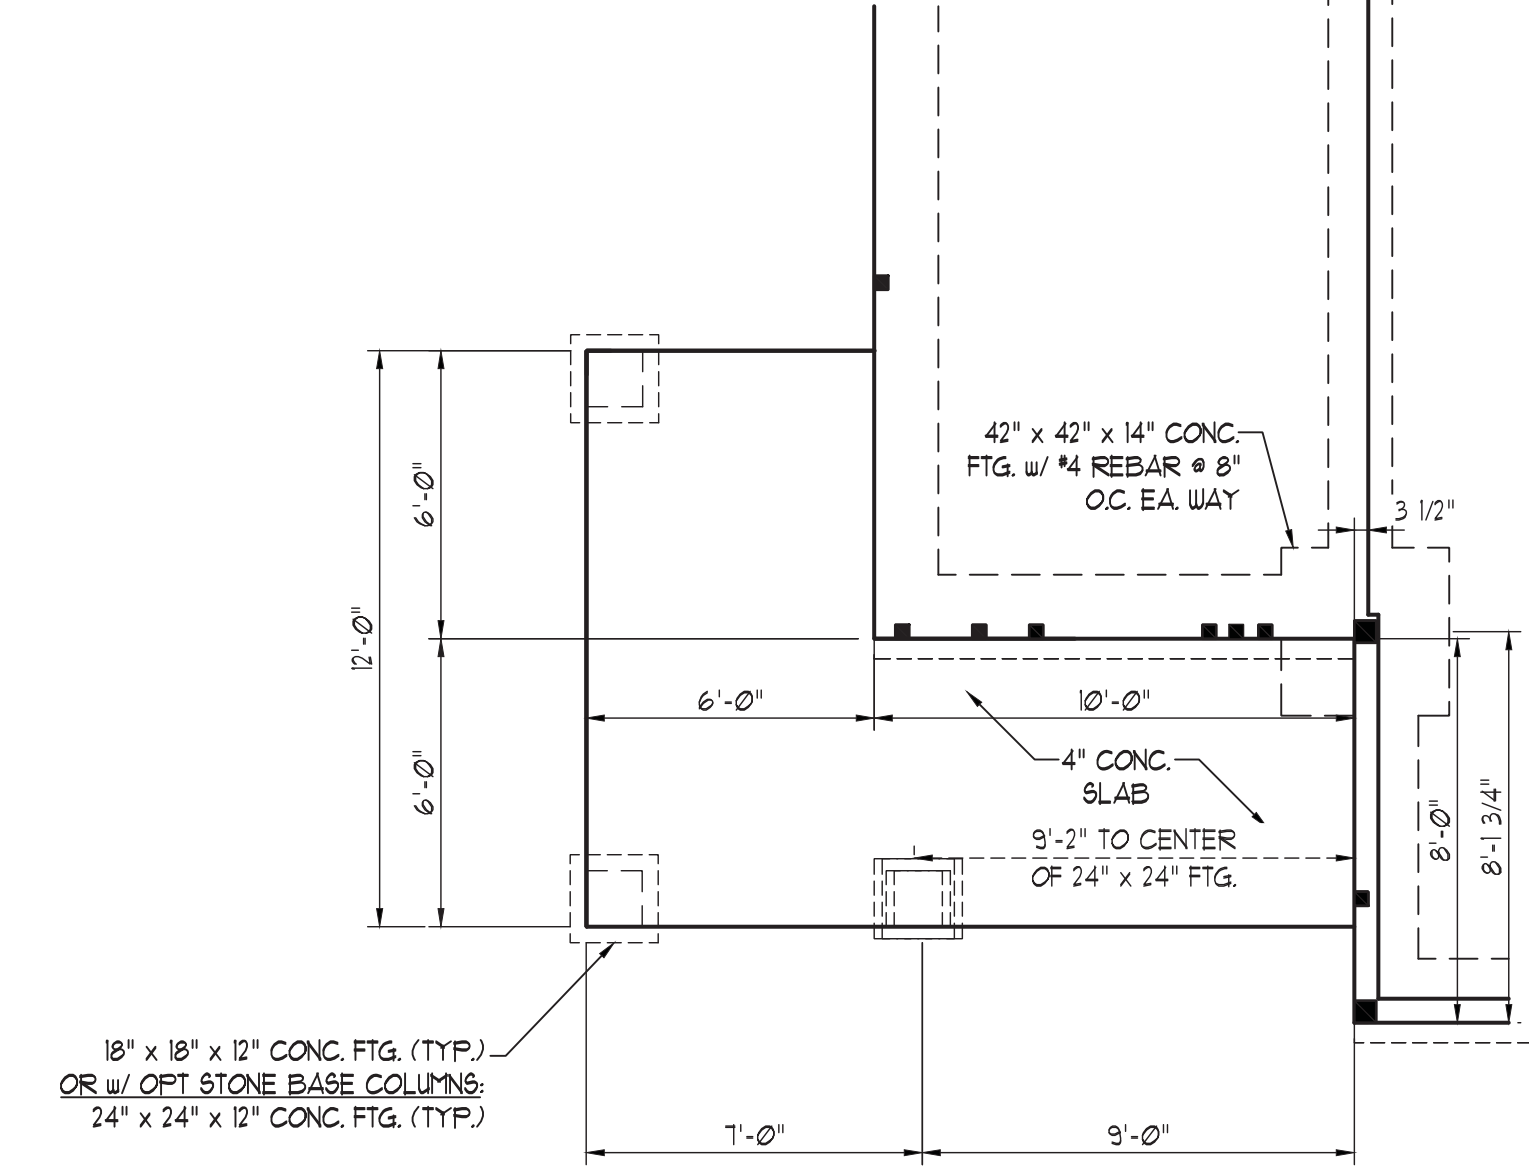 42" x 42" x 14" CONC.
FTG. w/ #4 REBAR @ 8"
O.C. EA. WAY
3 1/2"
6'-0"
12'-0"
6'-0"
6'-0"
10'-0"
4" CONC.
SLAB
9'-2" TO CENTER
OF 24" x 24" FTG.
8'-0"
8'-1 3/4"
18" x 18" x 12" CONC. FTG. (TYP.)
OR w/ OPT STONE BASE COLUMNS:
24" x 24" x 12" CONC. FTG. (TYP.)
7'-0"
9'-0"